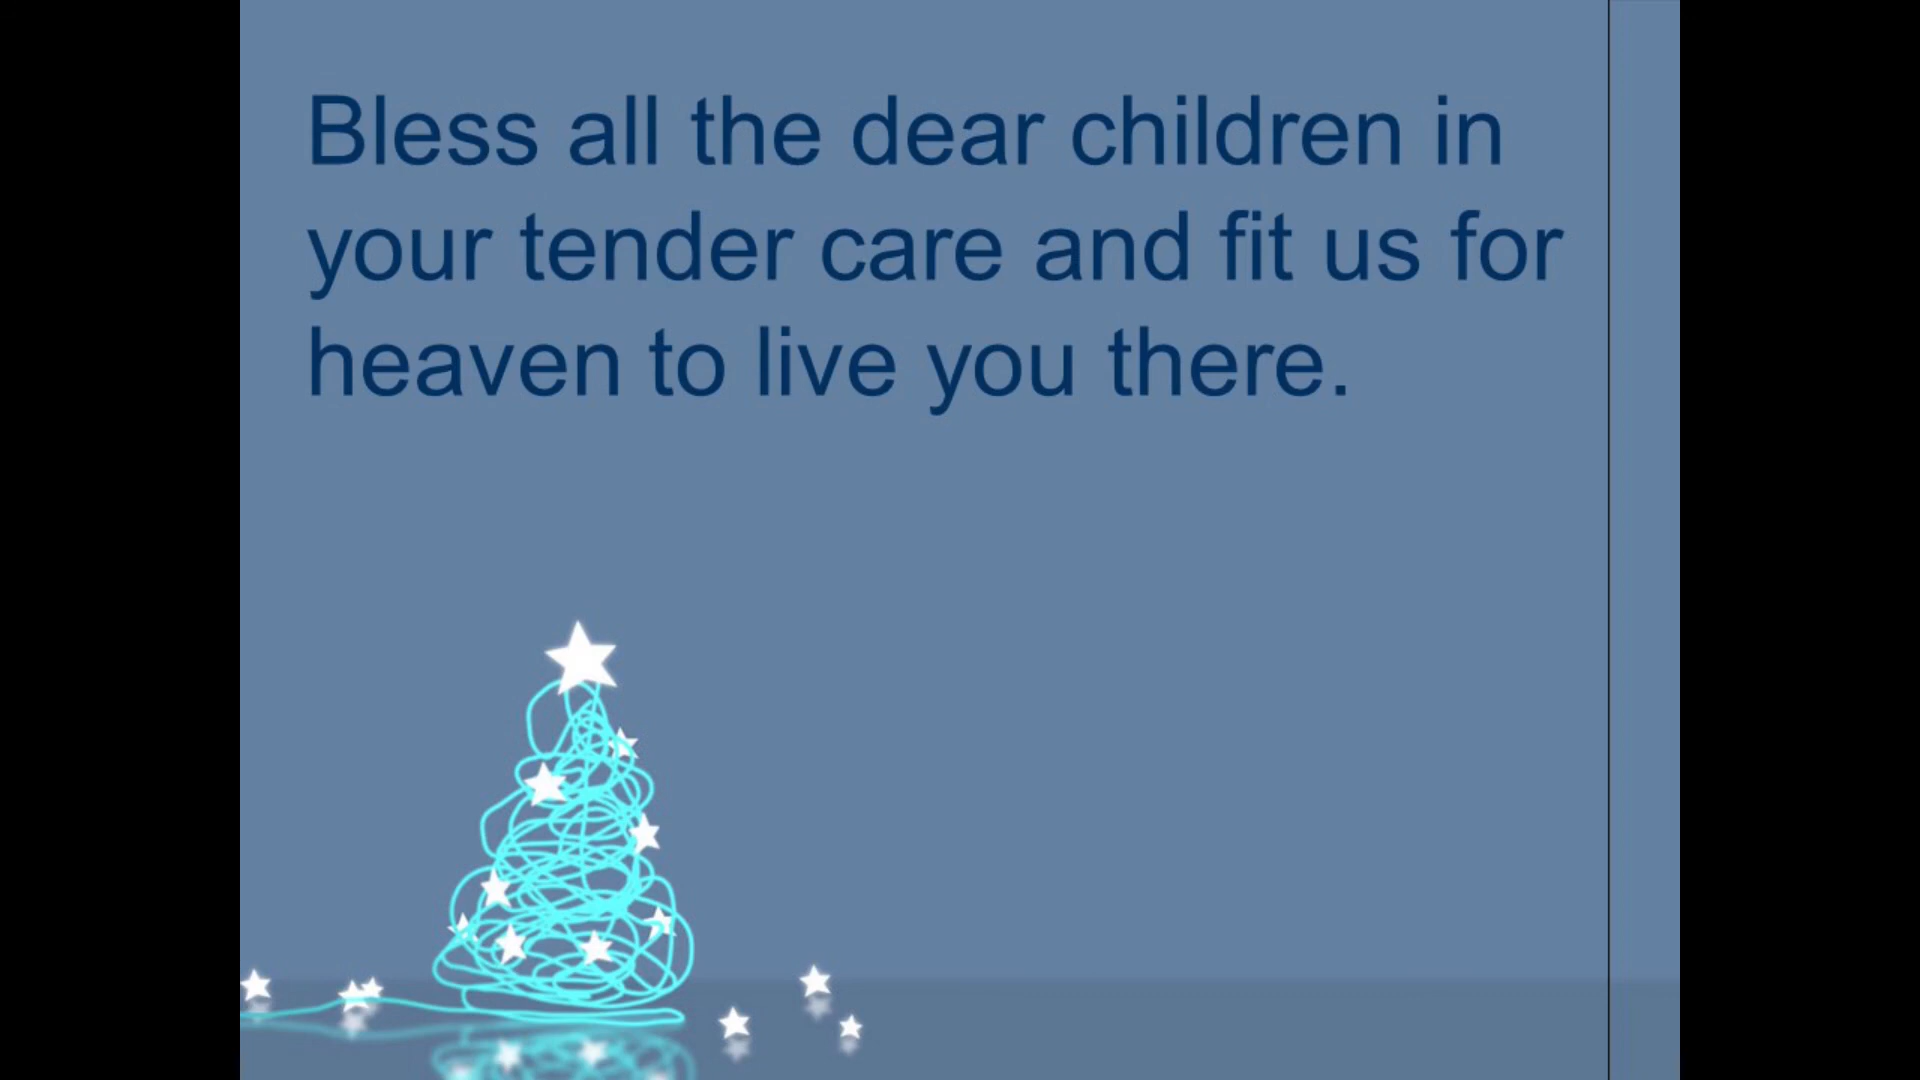 Bless all the dear children in
your tender care and fit us for
heaven to live you there.